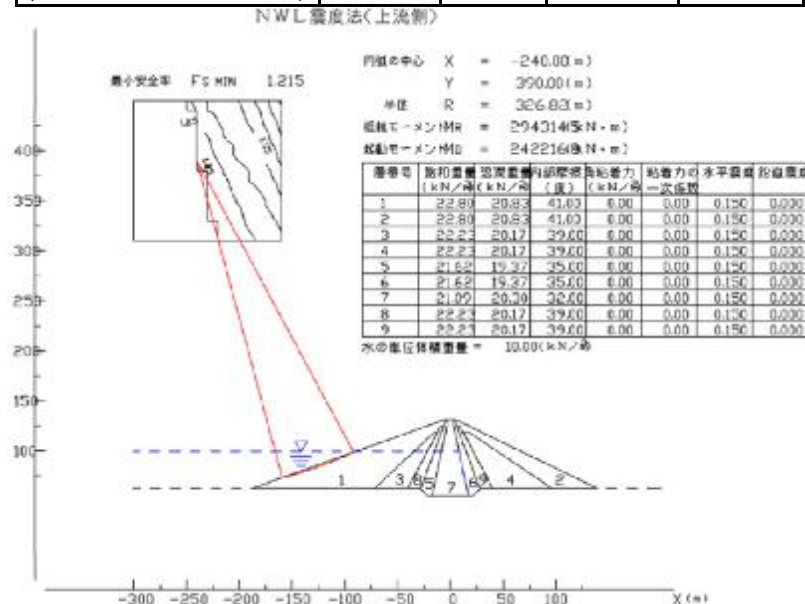 NWL震度法(上流側)
円弧の中心 X = -240.00(m)
Y = 390.00(m)
最小安全率 FS MIN 1.215
半径 R = 326.82(m)
抵抗モーメントMR = kN・m)
起動モーメントMD = kN・m)
層番号 飽和重量 湿潤重量 内部摩擦角 粘着力 粘着力の 水平震度 鉛直震度
(kN/ (kN/ (度) (kN/ 一次係数
1 22.80 20.83 41.00 0.00 0.00 0.150 0.000
2 22.80 20.83 41.00 0.00 0.00 0.150 0.000
3 22.23 20.17 39.00 0.00 0.00 0.150 0.000
4 22.23 20.17 39.00 0.00 0.00 0.150 0.000
5 21.62 19.37 35.00 0.00 0.00 0.150 0.000
6 21.62 19.37 35.00 0.00 0.00 0.150 0.000
7 21.09 20.30 32.00 0.00 0.00 0.150 0.000
8 22.23 20.17 39.00 0.00 0.00 0.150 0.000
9 22.23 20.17 39.00 0.00 0.00 0.150 0.000
水の単位体積重量 = 10.00(kN/
400
350
300
250
200
150
100
1 3 8 5 7 6 9 4 2
-300 -250 -200 -150 -100 -50 0 50 100 X(m)